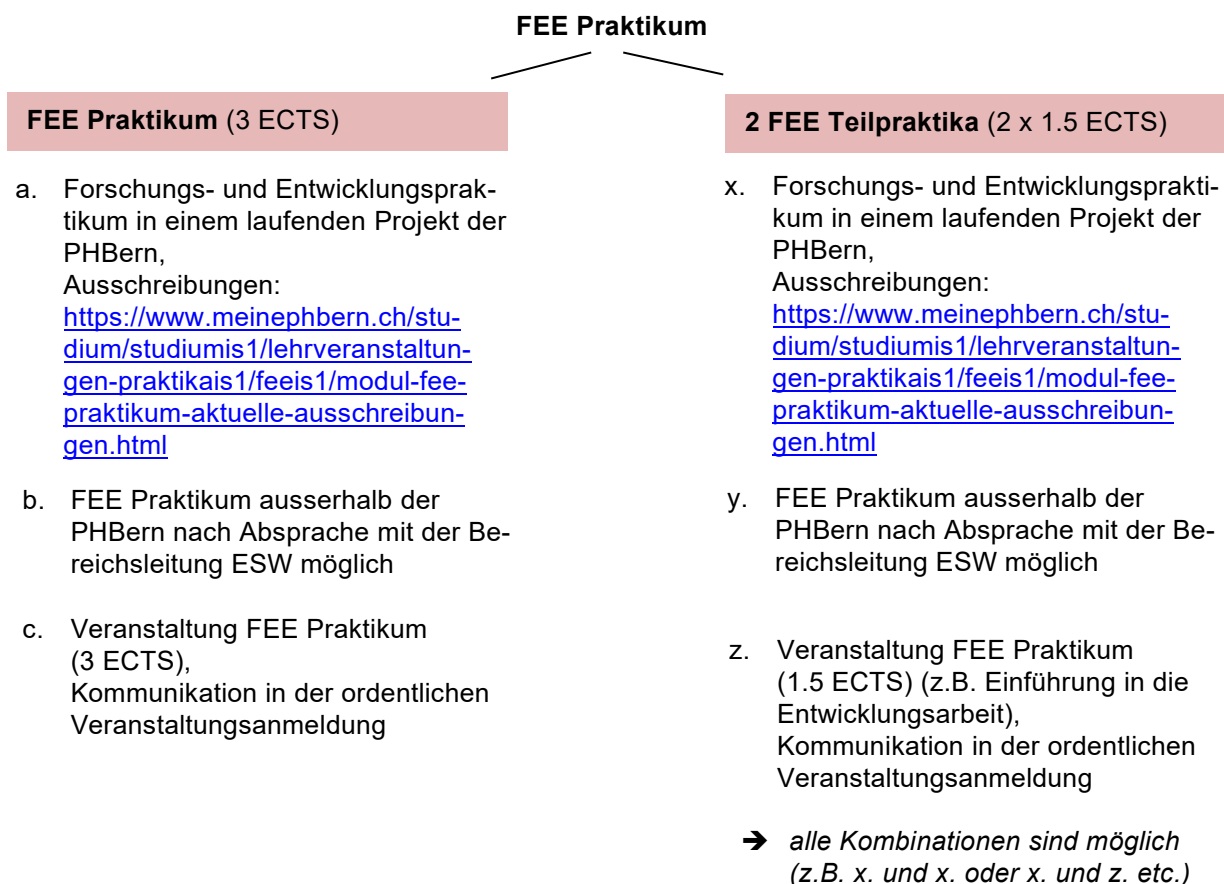 FEE Praktikum
FEE Praktikum (3 ECTS)
a. Forschungs- und Entwicklungsprak-
tikum in einem laufenden Projekt der
PHBern,
Ausschreibungen:
https://www.meinephbern.ch/stu-
dium/studiumis1/lehrveranstaltun-
gen-praktikais1/feeis1/modul-fee-
praktikum-aktuelle-ausschreibun-
gen.html
b. FEE Praktikum ausserhalb der
PHBern nach Absprache mit der Be-
reichsleitung ESW möglich
c. Veranstaltung FEE Praktikum
(3 ECTS),
Kommunikation in der ordentlichen
Veranstaltungsanmeldung
2 FEE Teilpraktika (2 x 1.5 ECTS)
x. Forschungs- und Entwicklungsprakti-
kum in einem laufenden Projekt der
PHBern,
Ausschreibungen:
https://www.meinephbern.ch/stu-
dium/studiumis1/lehrveranstaltun-
gen-praktikais1/feeis1/modul-fee-
praktikum-aktuelle-ausschreibun-
gen.html
y. FEE Praktikum ausserhalb der
PHBern nach Absprache mit der Be-
reichsleitung ESW möglich
z. Veranstaltung FEE Praktikum
(1.5 ECTS) (z.B. Einführung in die
Entwicklungsarbeit),
Kommunikation in der ordentlichen
Veranstaltungsanmeldung
➔ alle Kombinationen sind möglich
(z.B. x. und x. oder x. und z. etc.)